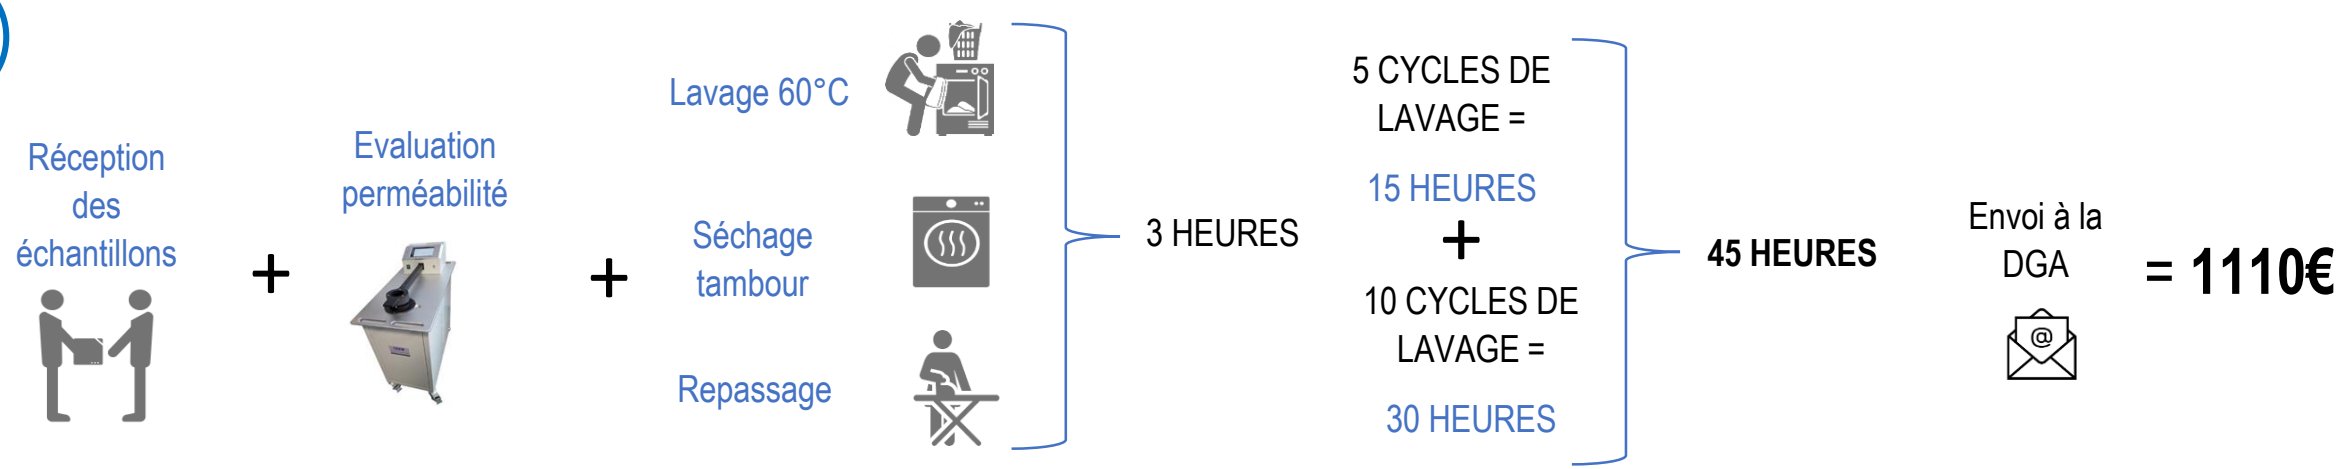 Réception
des
échantillons
+
Evaluation
perméabilité
+
Lavage 60°C
Séchage
tambour
Repassage
3 HEURES
5 CYCLES DE
LAVAGE =
15 HEURES
+
10 CYCLES DE
LAVAGE =
30 HEURES
45 HEURES
Envoi à la
DGA
@
= 1110€